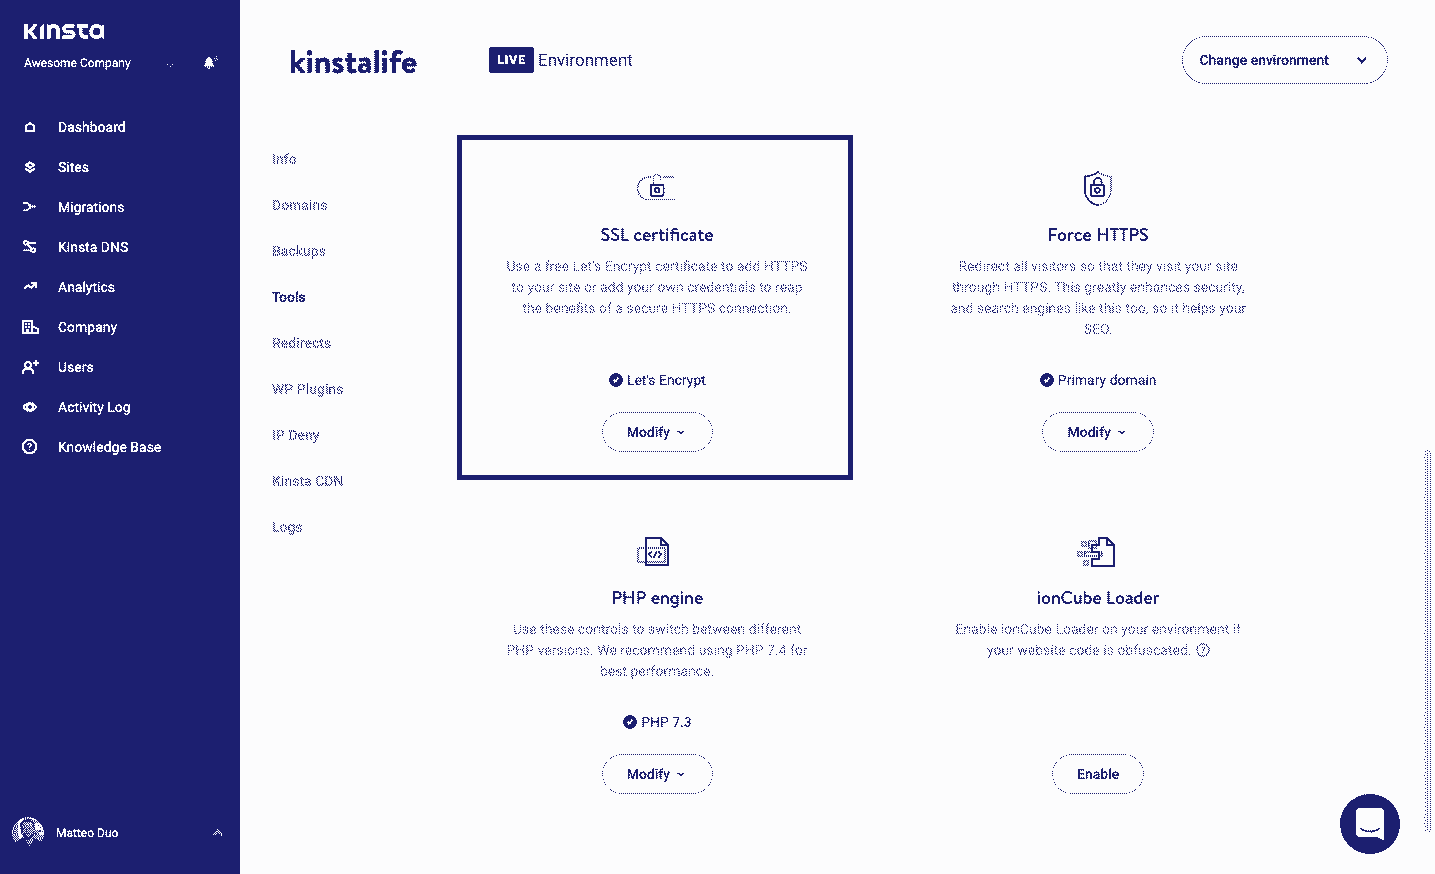 KINSTA
Awesome Company
Dashboard
Sites
Migrations
Kinsta DNS
Analytics
Company
Users
Activity Log
Knowledge Base
Matteo Duo
kinstalife
LIVE Environment
Change environment
Info
Domains
Backups
Tools
Redirects
WP Plugins
IP Deny
Kinsta CDN
Logs
SSL certificate
Use a free Let's Encrypt certificate to add HTTPS
to your site or add your own credentials to reap
the benefits of a secure HTTPS connection.
Let's Encrypt
Modify
Force HTTPS
Redirect all visitors so that they visit your site
through HTTPS. This greatly enhances security,
and search engines like this too, so it helps your
SEO.
Primary domain
Modify
PHP engine
Use these controls to switch between different
PHP versions. We recommend using PHP 7.4 for
best performance.
PHP 7.3
Modify
ionCube Loader
Enable ionCube Loader on your environment if
your website code is obfuscated.
Enable